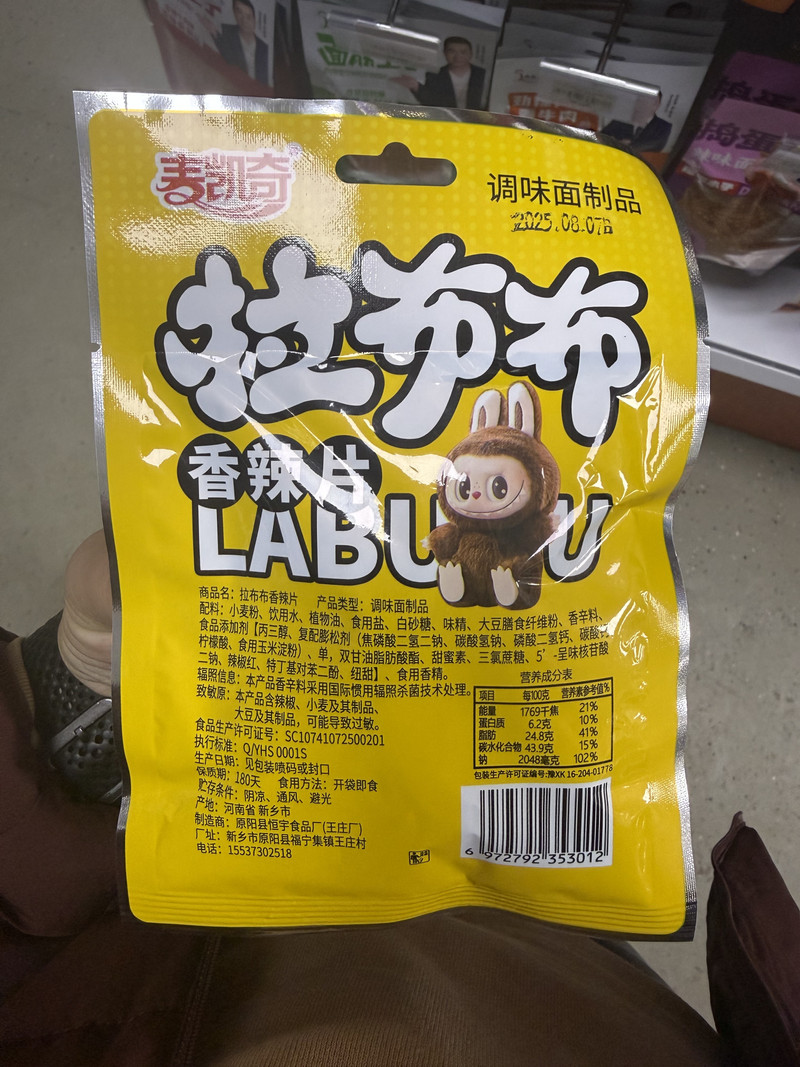 麦凯奇
调味面制品
2025.08.07B
拉布布
香辣片
LABU U
商品名：拉布布香辣片 产品类型：调味面制品
配料：小麦粉、饮用水、植物油、食用盐、白砂糖、味精、大豆膳食纤维粉、香辛料、
食品添加剂【丙三醇、复配膨松剂（焦磷酸二氢二钠、碳酸氢钠、磷酸二氢钙、碳酸钙、
柠檬酸、食用玉米淀粉）、单，双甘油脂肪酸酯、甜蜜素、三氯蔗糖、5’-呈味核苷酸
二钠、辣椒红、特丁基对苯二酚、纽甜】、食用香精。
辐照信息：本产品香辛料采用国际惯用辐照杀菌技术处理。
致敏原：本产品含辣椒、小麦及其制品、
大豆及其制品，可能导致过敏。
食品生产许可证号：SC10741072500201
执行标准：Q/YHS 0001S
生产日期：见包装喷码或封口
保质期：180天 食用方法：开袋即食
贮存条件：阴凉、通风、避光
产地：河南省 新乡市
制造商：原阳县恒宇食品厂(王庄厂)
厂址：新乡市原阳县福宁集镇王庄村
电话：15537302518
营养成分表
项目 每100克 营养素参考值%
能量 1769千焦 21%
蛋白质 6.2克 10%
脂肪 24.8克 41%
碳水化合物 43.9克 15%
钠 2048毫克 102%
包装生产许可证编号:豫XK 16-204-01778
6 972792 353012